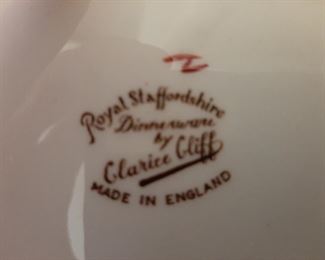 Royal Staffordshire
Dinnerware
by
Clarice Cliff
MADE IN ENGLAND